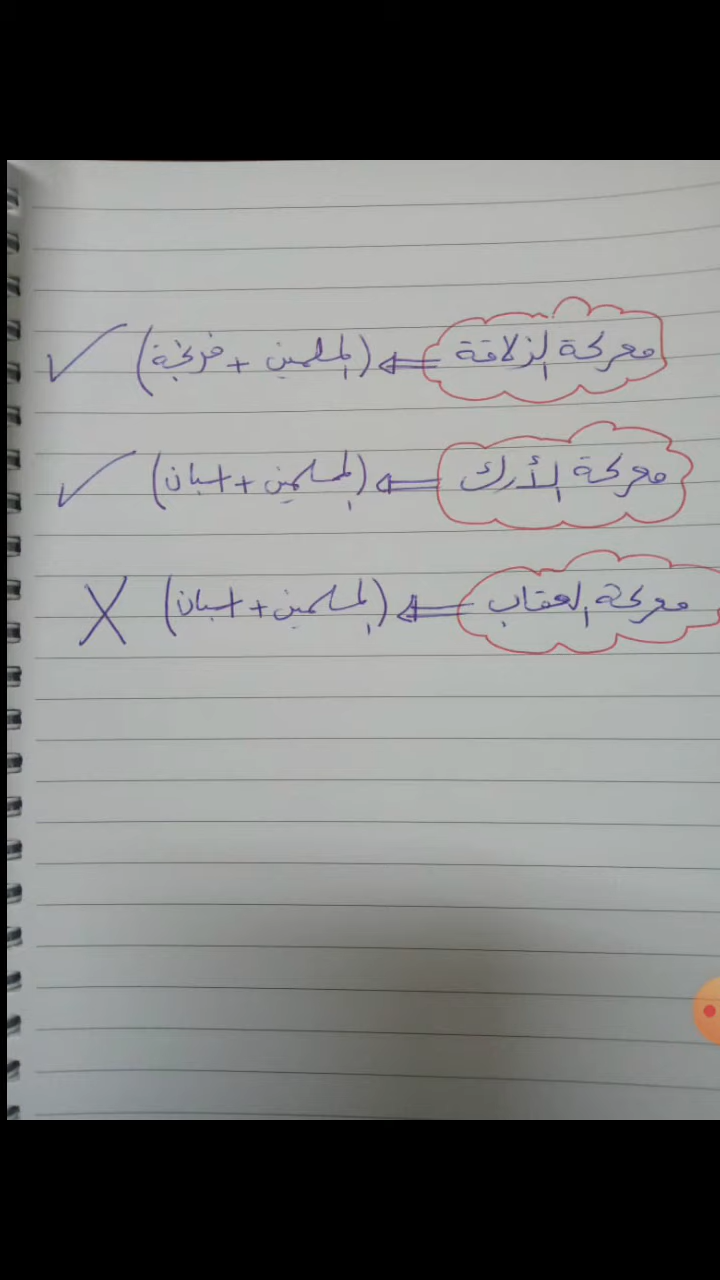 معركة الزلاقة ⇐ (المسلمين + فرنجة) ✓
معركة الأرك ⇐ (المسلمين + اسبان) ✓
معركة العقاب ⇐ (المسلمين + اسبان) ✗